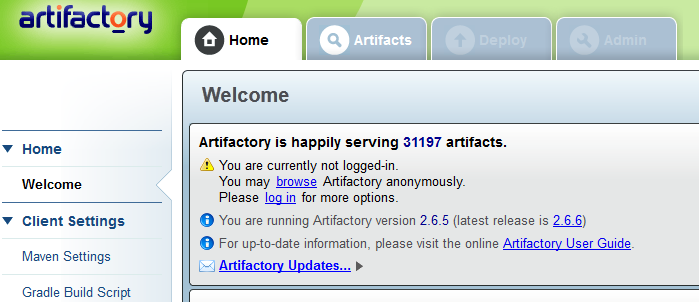 artifactory
Home
Artifacts
Deploy
Admin
Welcome
Home
Welcome
Client Settings
Maven Settings
Gradle Build Script
Artifactory is happily serving 31197 artifacts.
You are currently not logged-in.
You may browse Artifactory anonymously.
Please log in for more options.
You are running Artifactory version 2.6.5 (latest release is 2.6.6)
For up-to-date information, please visit the online Artifactory User Guide.
Artifactory Updates...